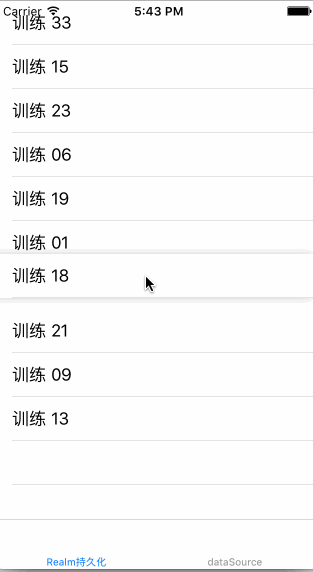 Carrier 5:43 PM
训练 33
训练 15
训练 23
训练 06
训练 19
训练 01
训练 18
训练 21
训练 09
训练 13
Realm持久化 dataSource